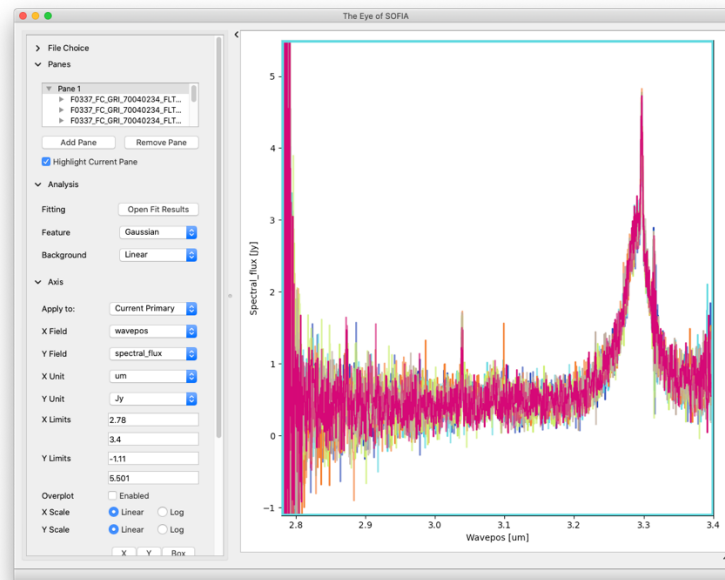 The Eye of SOFIA
File Choice
Panes
Pane 1
F0337_FC_GRI_70040234_FLT...
F0337_FC_GRI_70040234_FLT...
F0337_FC_GRI_70040234_FLT...
Add Pane Remove Pane
Highlight Current Pane
Analysis
Fitting Open Fit Results
Feature Gaussian
Background Linear
Axis
Apply to: Current Primary
X Field wavepos
Y Field spectral_flux
X Unit um
Y Unit Jy
X Limits 2.78
3.4
Y Limits -1.11
5.501
Overplot Enabled
X Scale Linear Log
Y Scale Linear Log
X Y Box
Spectral_flux [Jy]
5
4
3
2
1
0
−1
2.8 2.9 3.0 3.1 3.2 3.3 3.4
Wavepos [um]